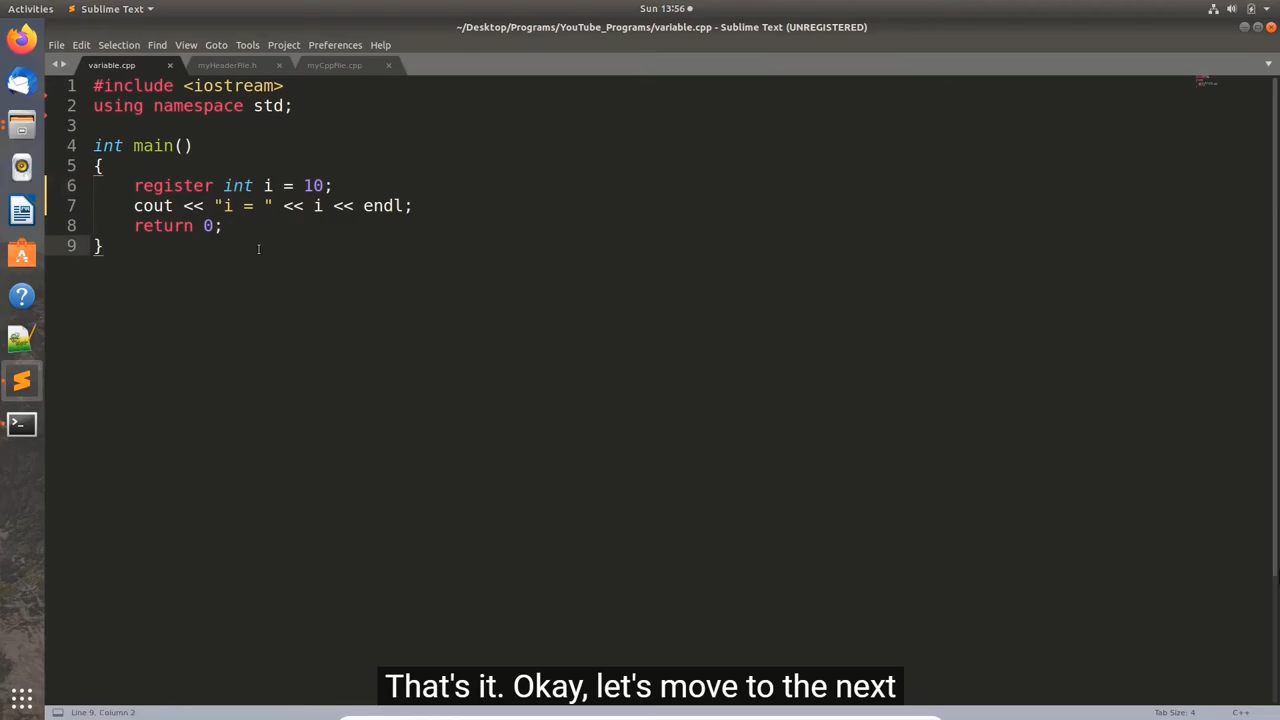 Activities
Sublime Text
Sun 13:56
~/Desktop/Programs/YouTube_Programs/variable.cpp - Sublime Text (UNREGISTERED)
File Edit Selection Find View Goto Tools Project Preferences Help
variable.cpp myHeaderFile.h myCppFile.cpp
1 #include <iostream>
2 using namespace std;
3
4 int main()
5 {
6 register int i = 10;
7 cout << "i = " << i << endl;
8 return 0;
9 }
That's it. Okay, let's move to the next
Line 9, Column 2 Tab Size: 4 C++